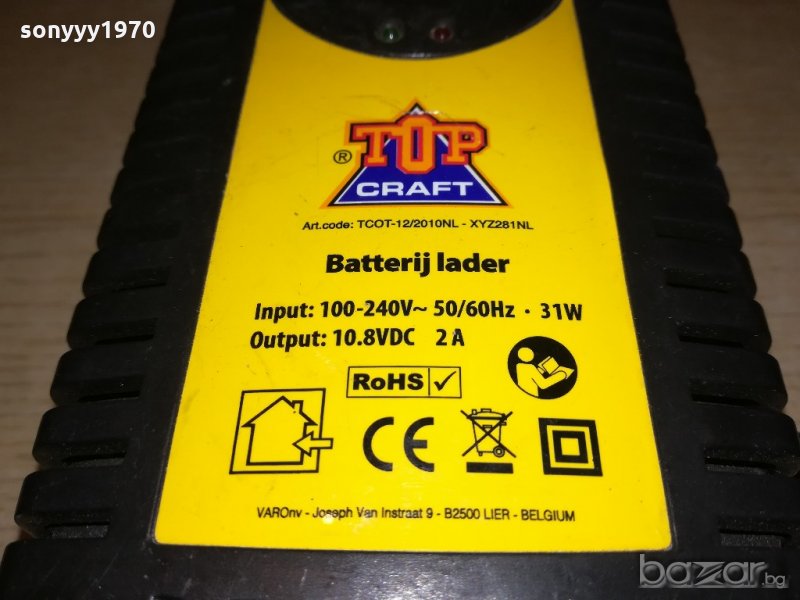 sonyyy1970
TOP
®
CRAFT
Art.code: TCOT-12/2010NL - XYZ281NL
Batterij lader
Input: 100-240V~ 50/60Hz · 31W
Output: 10.8VDC 2 A
RoHS ✓
CE
VAROnv - Joseph Van Instraat 9 - B2500 LIER - BELGIUM
bazar.bg